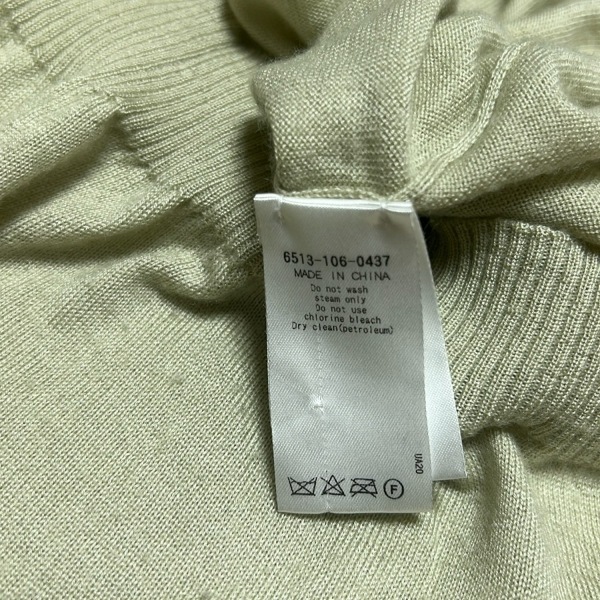 6513-106-0437
MADE IN CHINA
Do not wash
steam only
Do not use
chlorine bleach
Dry clean(petroleum)
UA20
F